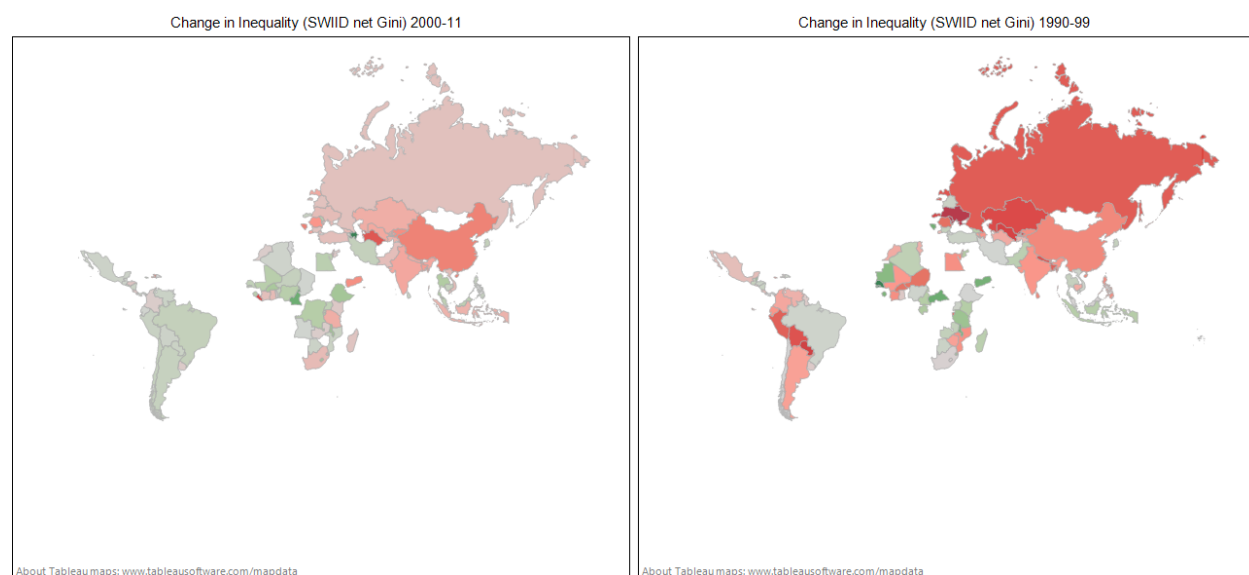 Change in Inequality (SWIID net Gini) 2000-11
Change in Inequality (SWIID net Gini) 1990-99
About Tableau maps: www.tableausoftware.com/mapdata
About Tableau maps: www.tableausoftware.com/mapdata